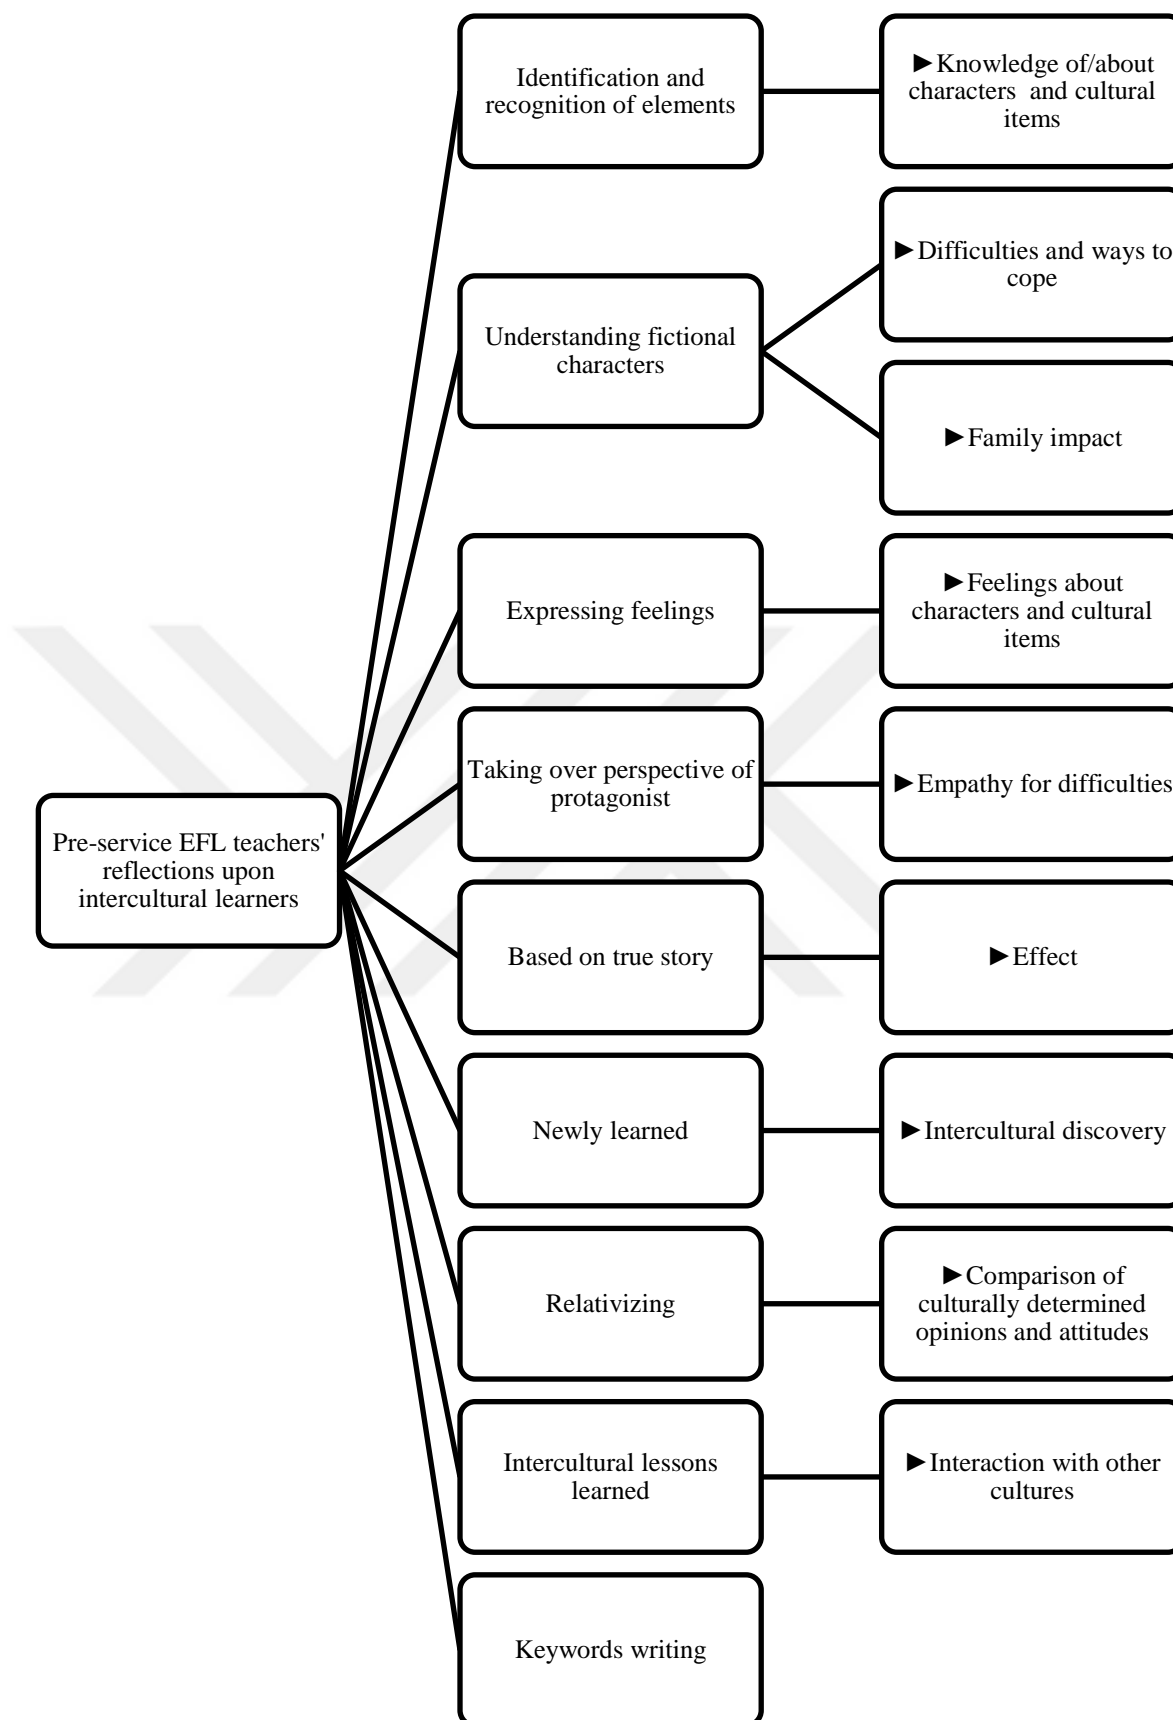 Identification and
recognition of elements
►Knowledge of/about
characters and cultural
items
Understanding fictional
characters
►Difficulties and ways to
cope
►Family impact
Expressing feelings
►Feelings about
characters and cultural
items
Taking over perspective of
protagonist
►Empathy for difficulties
Pre-service EFL teachers'
reflections upon
intercultural learners
Based on true story
►Effect
Newly learned
►Intercultural discovery
Relativizing
►Comparison of
culturally determined
opinions and attitudes
Intercultural lessons
learned
►Interaction with other
cultures
Keywords writing